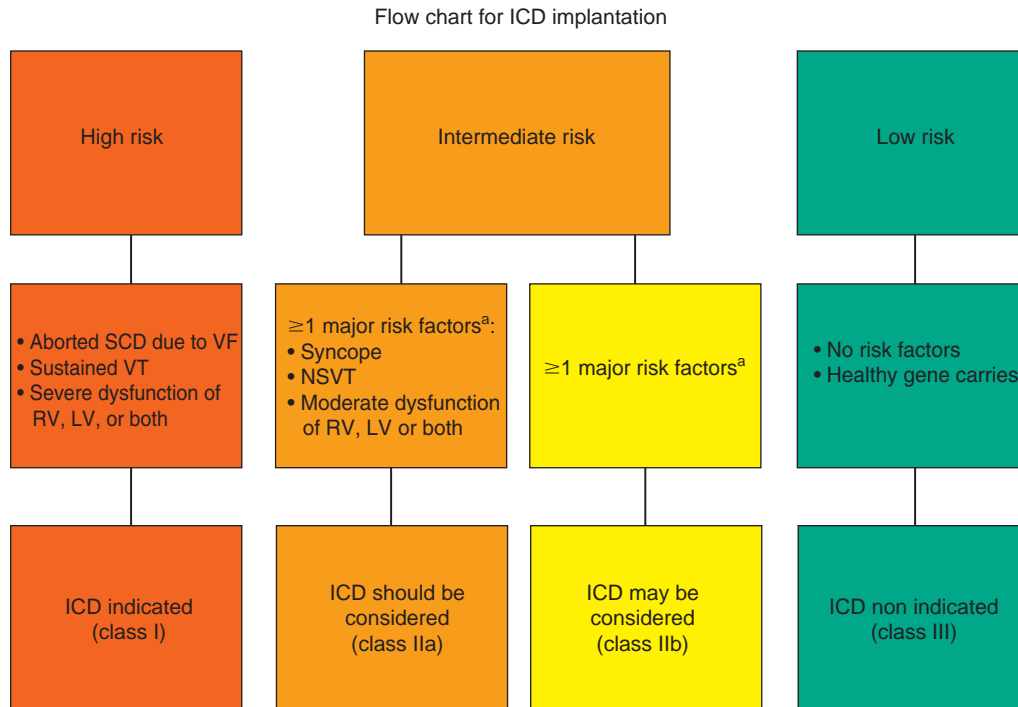 Flow chart for ICD implantation
High risk
Intermediate risk
Low risk
• Aborted SCD due to VF
• Sustained VT
• Severe dysfunction of
RV, LV, or both
≥1 major risk factorsᵃ:
• Syncope
• NSVT
• Moderate dysfunction
of RV, LV or both
≥1 major risk factorsᵃ
• No risk factors
• Healthy gene carries
ICD indicated
(class I)
ICD should be
considered
(class IIa)
ICD may be
considered
(class IIb)
ICD non indicated
(class III)